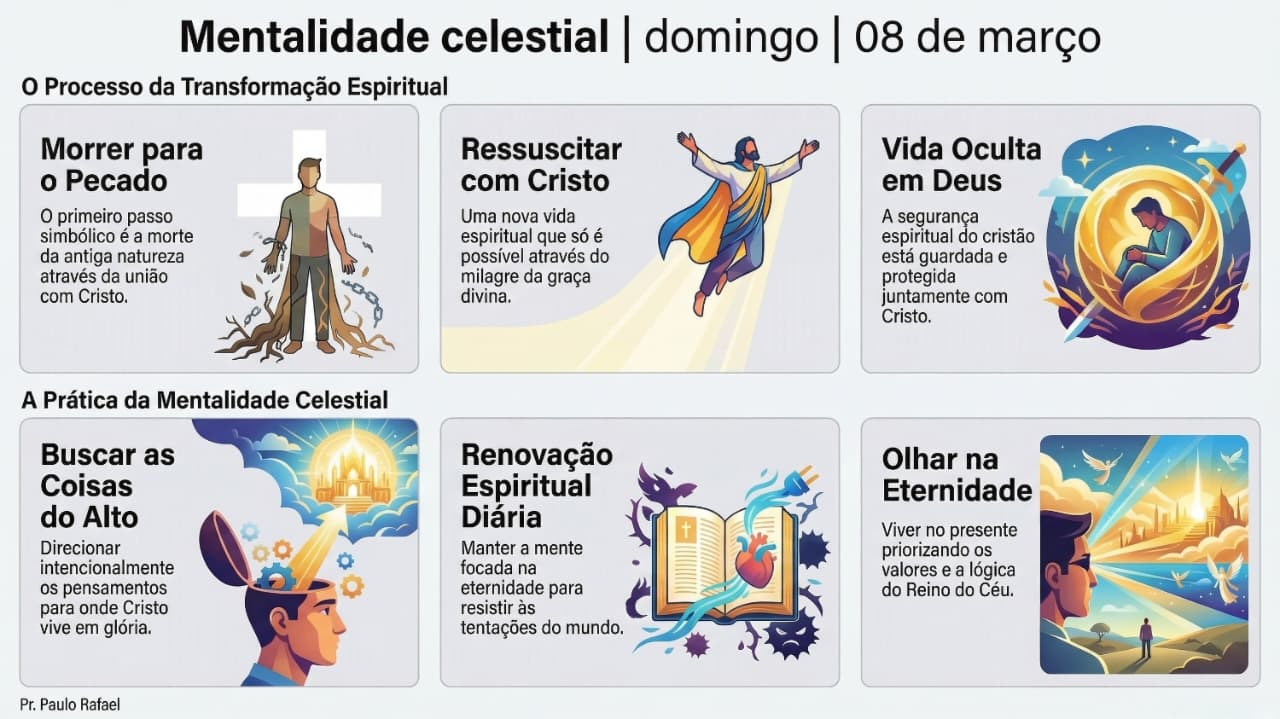 Mentalidade celestial | domingo | 08 de março
O Processo da Transformação Espiritual
Morrer para
o Pecado
O primeiro passo
simbólico é a morte
da antiga natureza
através da união
com Cristo.
Ressuscitar
com Cristo
Uma nova vida
espiritual que só é
possível através do
milagre da graça
divina.
Vida Oculta
em Deus
A segurança
espiritual do cristão
está guardada e
protegida
juntamente com
Cristo.
A Prática da Mentalidade Celestial
Buscar as
Coisas
do Alto
Direcionar
intencionalmente
os pensamentos
para onde Cristo
vive em glória.
Renovação
Espiritual
Diária
Manter a mente
focada na
eternidade para
resistir às
tentações do mundo.
Olhar na
Eternidade
Viver no presente
priorizando os
valores e a lógica
do Reino do Céu.
Pr. Paulo Rafael